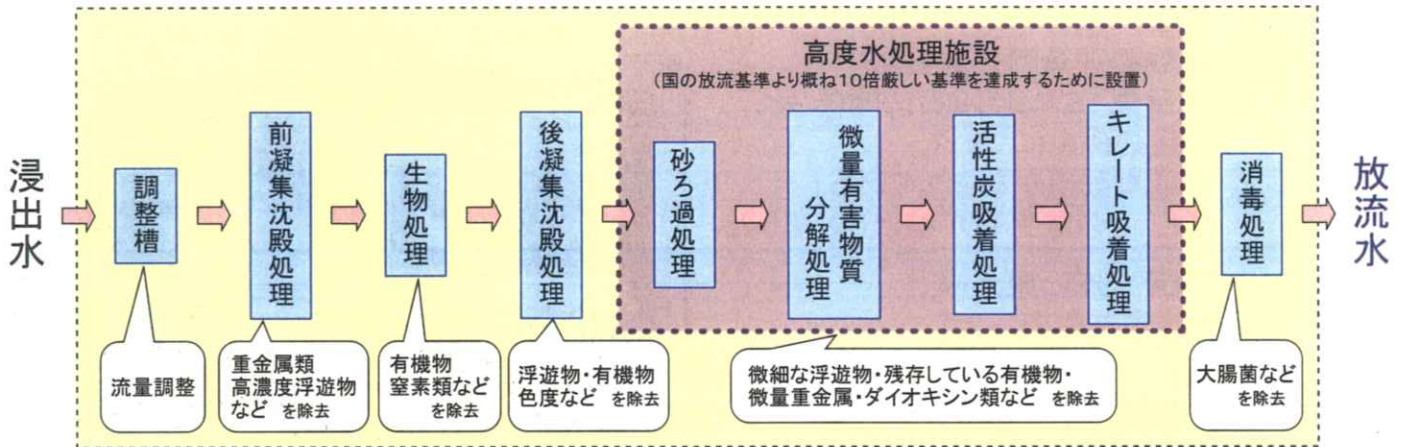 高度水処理施設
(国の放流基準より概ね10倍厳しい基準を達成するために設置)
浸出水
調整槽
前凝集沈殿処理
生物処理
後凝集沈殿処理
砂ろ過処理
微量有害物質
分解処理
活性炭吸着処理
キレート吸着処理
消毒処理
放流水
流量調整
重金属類
高濃度浮遊物
など を除去
有機物
窒素類など
を除去
浮遊物・有機物
色度など を除去
微細な浮遊物・残存している有機物・
微量重金属・ダイオキシン類など を除去
大腸菌など
を除去